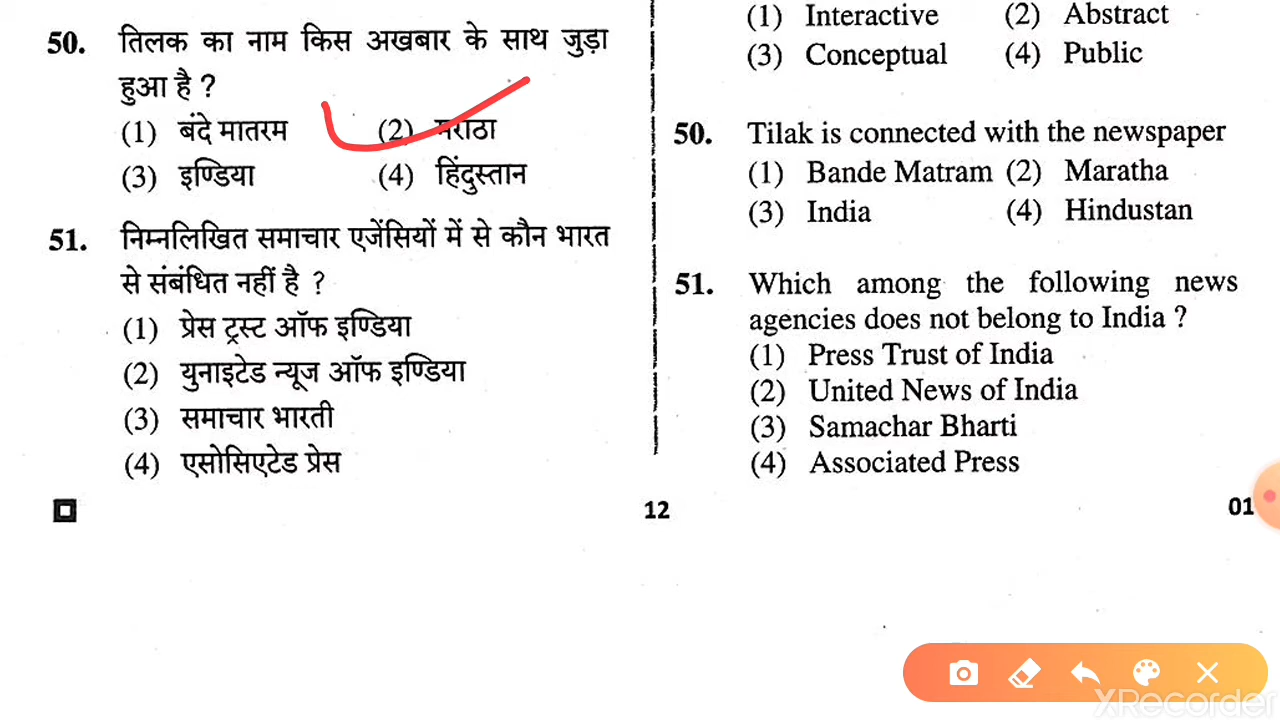 50. तिलक का नाम किस अखबार के साथ जुड़ा
हुआ है ?
(1) बंदे मातरम (2) मराठा
(3) इण्डिया (4) हिंदुस्तान
51. निम्नलिखित समाचार एजेंसियों में से कौन भारत
से संबंधित नहीं है ?
(1) प्रेस ट्रस्ट ऑफ इण्डिया
(2) युनाइटेड न्यूज ऑफ इण्डिया
(3) समाचार भारती
(4) एसोसिएटेड प्रेस
(1) Interactive (2) Abstract
(3) Conceptual (4) Public
50. Tilak is connected with the newspaper
(1) Bande Matram (2) Maratha
(3) India (4) Hindustan
51. Which among the following news
agencies does not belong to India ?
(1) Press Trust of India
(2) United News of India
(3) Samachar Bharti
(4) Associated Press
12
01
XRecorder